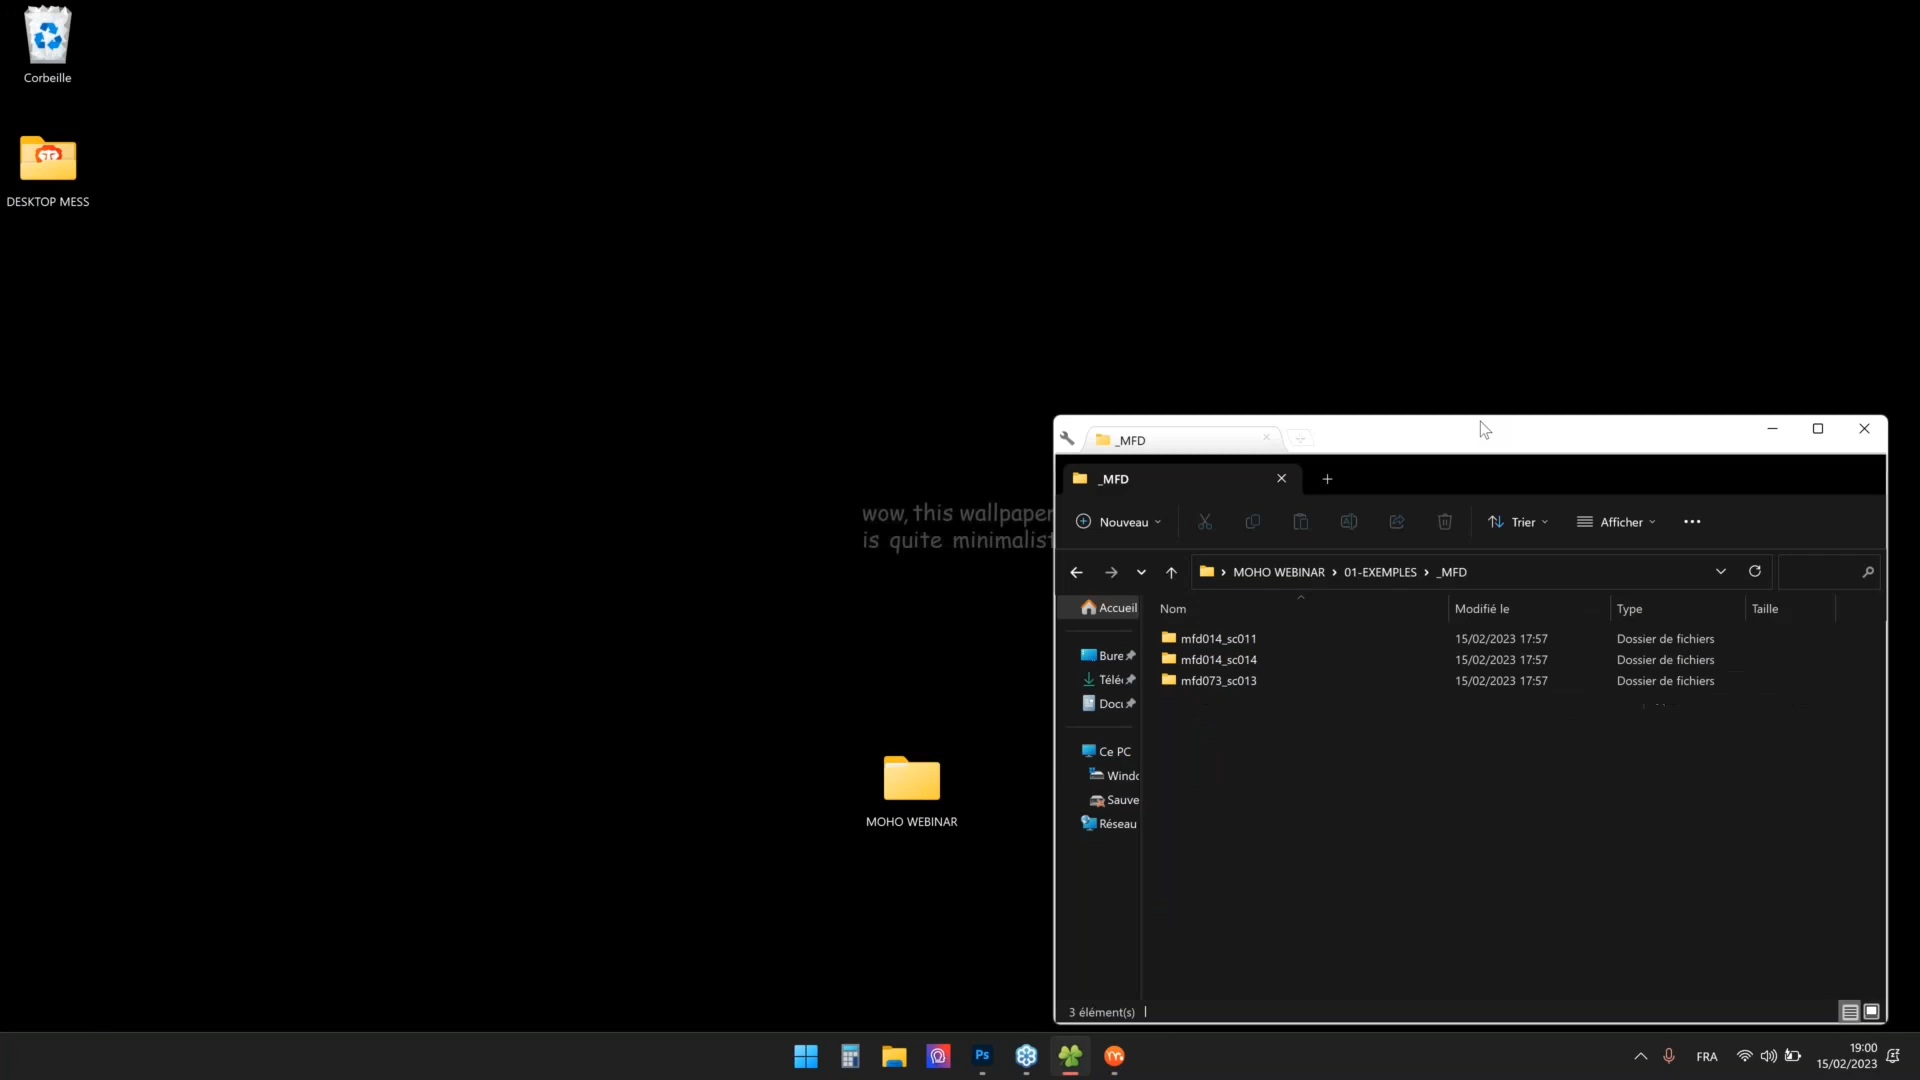 Corbeille
DESKTOP MESS
wow, this wallpaper
is quite minimalist
MOHO WEBINAR
_MFD
_MFD
Nouveau
Trier
Afficher
MOHO WEBINAR > 01-EXEMPLES > _MFD
Nom Modifié le Type Taille
mfd014_sc011 15/02/2023 17:57 Dossier de fichiers
mfd014_sc014 15/02/2023 17:57 Dossier de fichiers
mfd073_sc013 15/02/2023 17:57 Dossier de fichiers
Accueil
Bure
Télé
Docu
Ce PC
Windo
Sauve
Réseau
3 élément(s)
Ps
FRA
19:00
15/02/2023